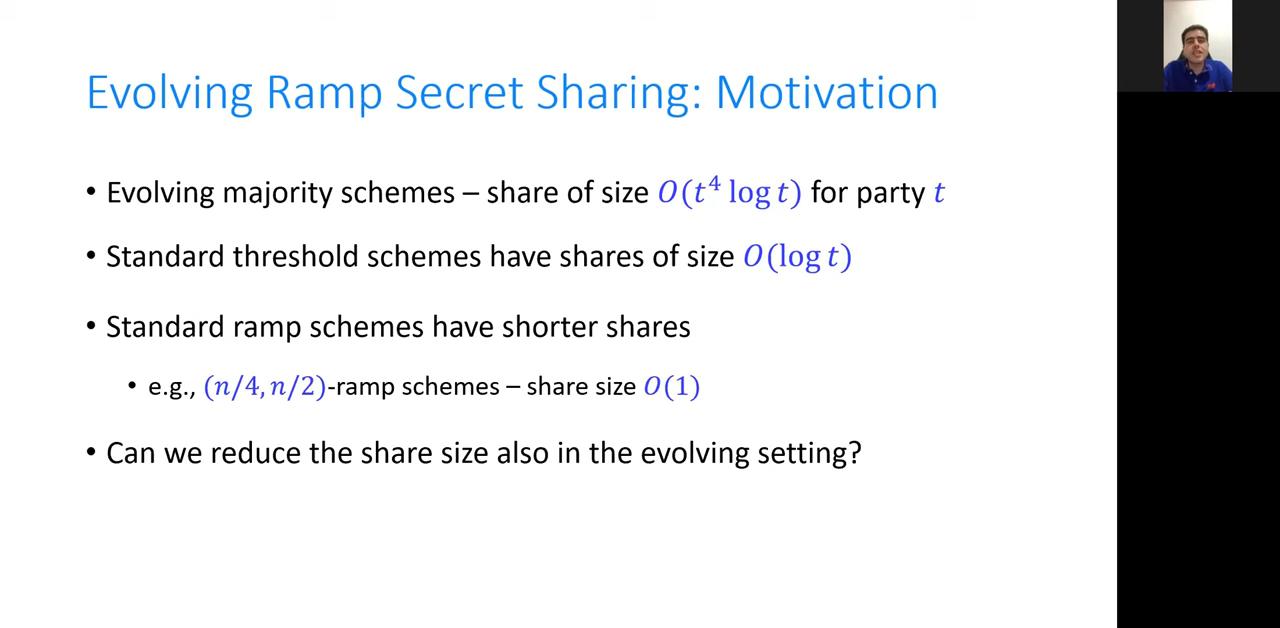 Evolving Ramp Secret Sharing: Motivation
• Evolving majority schemes – share of size O(t⁴ log t) for party t
• Standard threshold schemes have shares of size O(log t)
• Standard ramp schemes have shorter shares
• e.g., (n/4, n/2)-ramp schemes – share size O(1)
• Can we reduce the share size also in the evolving setting?